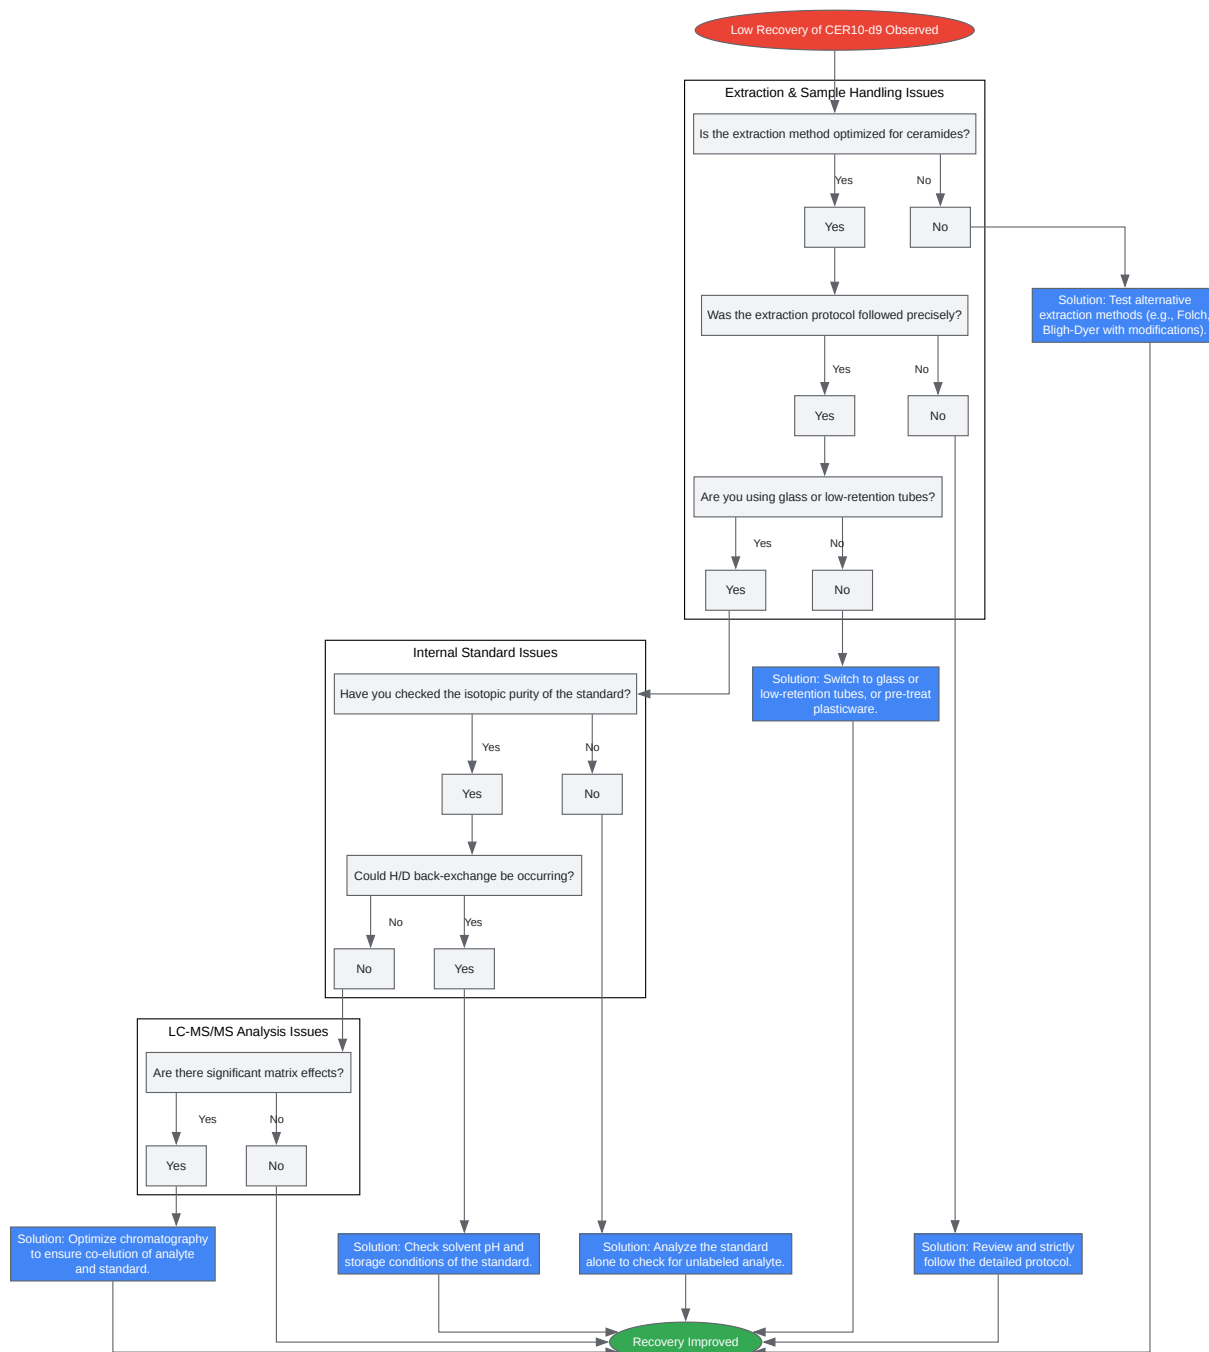 Low Recovery of CER10-d9 Observed
Extraction & Sample Handling Issues
Is the extraction method optimized for ceramides?
Yes
No
Yes
No
Solution: Test alternative
extraction methods (e.g., Folch,
Bligh-Dyer with modifications).
Was the extraction protocol followed precisely?
Yes
No
Yes
No
Are you using glass or low-retention tubes?
Yes
No
Yes
No
Internal Standard Issues
Have you checked the isotopic purity of the standard?
Solution: Switch to glass or
low-retention tubes, or pre-treat
plasticware.
Yes
No
Yes
No
Could H/D back-exchange be occurring?
No
Yes
No
Yes
LC-MS/MS Analysis Issues
Are there significant matrix effects?
Yes
No
Yes
No
Solution: Optimize chromatography
to ensure co-elution of analyte
and standard.
Solution: Check solvent pH and
storage conditions of the standard.
Solution: Analyze the standard
alone to check for unlabeled analyte.
Solution: Review and strictly
follow the detailed protocol.
Recovery Improved